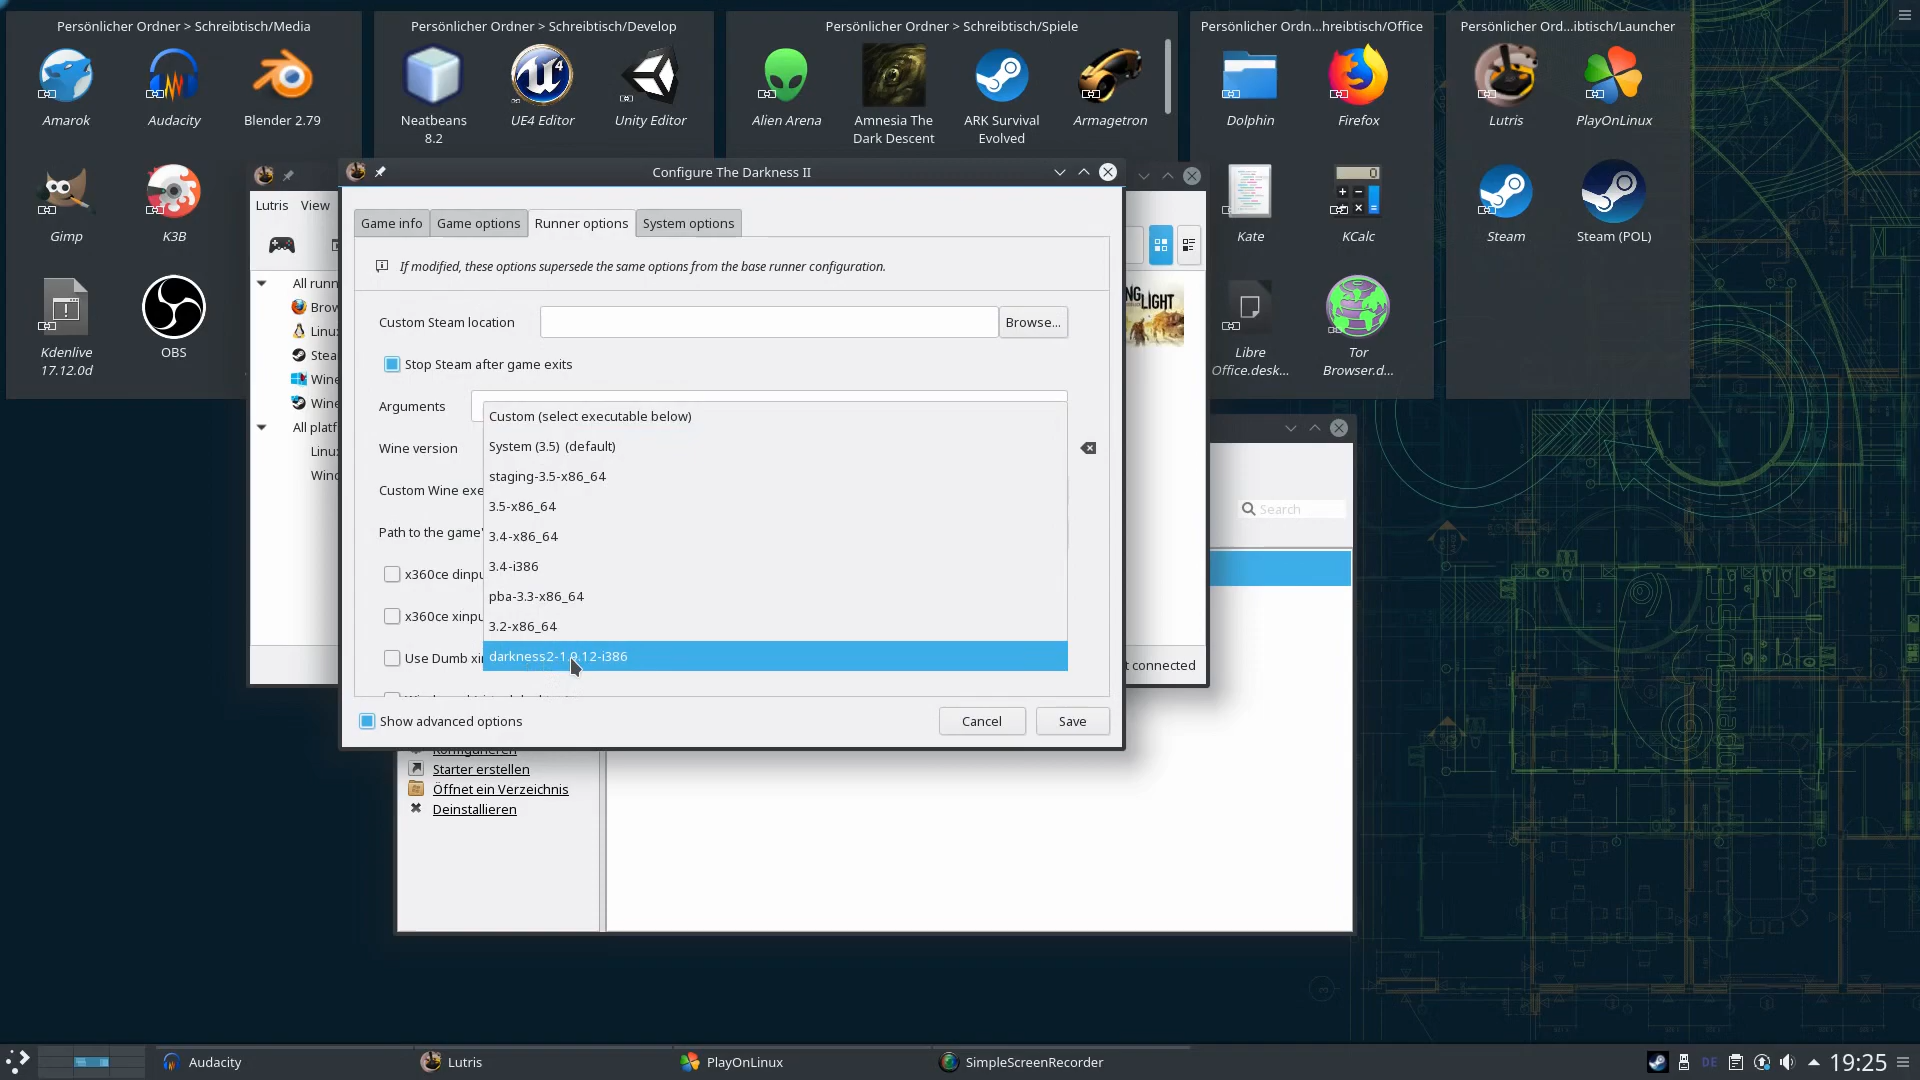 Persönlicher Ordner > Schreibtisch/Media
Persönlicher Ordner > Schreibtisch/Develop
Persönlicher Ordner > Schreibtisch/Spiele
Persönlicher Ordn...hreibtisch/Office
Persönlicher Ord...ibtisch/Launcher
Amarok
Audacity
Blender 2.79
Neatbeans
8.2
UE4 Editor
Unity Editor
Alien Arena
Amnesia The
Dark Descent
ARK Survival
Evolved
Armagetron
Dolphin
Firefox
Lutris
PlayOnLinux
Gimp
K3B
Kate
KCalc
Steam
Steam (POL)
Kdenlive
17.12.0d
OBS
Libre
Office.desk...
Tor
Browser.d...
Configure The Darkness II
Lutris View
Game info
Game options
Runner options
System options
If modified, these options supersede the same options from the base runner configuration.
All runn
Brow
Linu
Stea
Wine
Wine
All platf
Linu
Wind
NG LIGHT
Custom Steam location
Browse...
Stop Steam after game exits
Arguments
Wine version
Custom Wine exe
Path to the game'
x360ce dinpu
x360ce xinpu
Use Dumb xi
Custom (select executable below)
System (3.5) (default)
staging-3.5-x86_64
3.5-x86_64
3.4-x86_64
3.4-i386
pba-3.3-x86_64
3.2-x86_64
darkness2-1.9.12-i386
t connected
Search
Show advanced options
Cancel
Save
Konfigurieren
Starter erstellen
Öffnet ein Verzeichnis
Deinstallieren
Audacity
Lutris
PlayOnLinux
SimpleScreenRecorder
DE
19:25